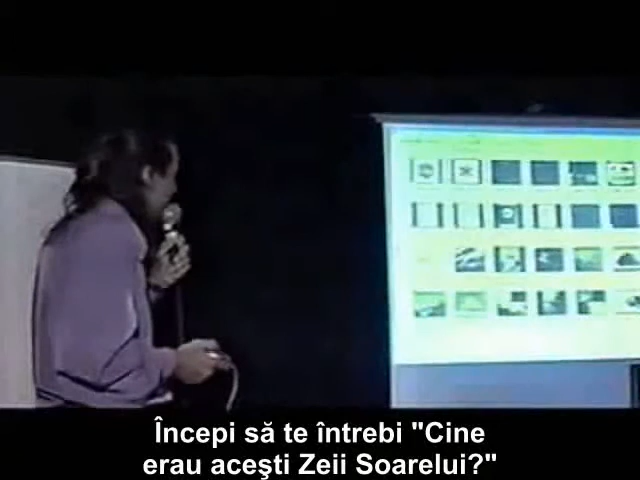 Începi să te întrebi "Cine
erau aceşti Zeii Soarelui?"